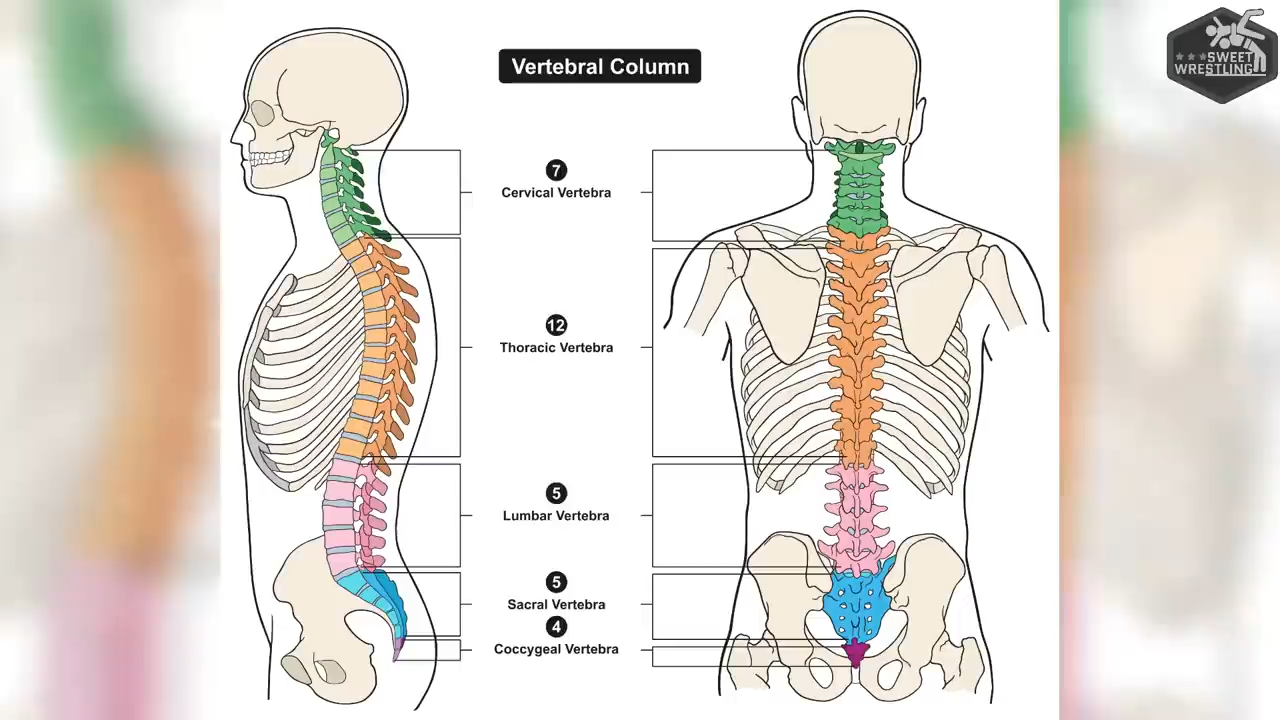 Vertebral Column
7
Cervical Vertebra
12
Thoracic Vertebra
5
Lumbar Vertebra
5
Sacral Vertebra
4
Coccygeal Vertebra
SWEET
WRESTLING